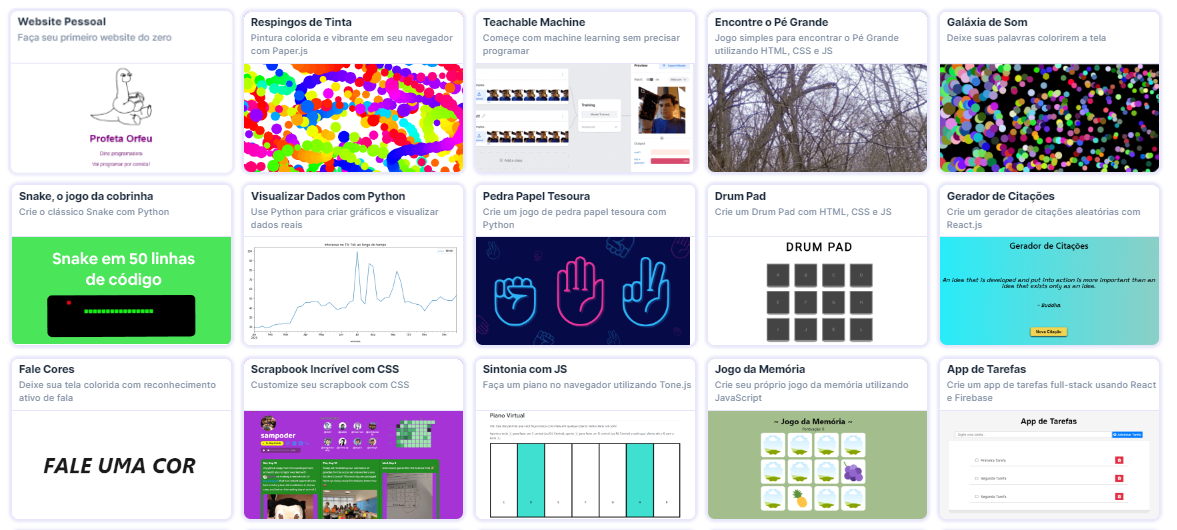 Website Pessoal
Faça seu primeiro website do zero
Profeta Orfeu
Respingos de Tinta
Pintura colorida e vibrante em seu navegador
com Paper.js
Teachable Machine
Começe com machine learning sem precisar
programar
Preview
Training
Output
Encontre o Pé Grande
Jogo simples para encontrar o Pé Grande
utilizando HTML, CSS e JS
Galáxia de Som
Deixe suas palavras colorirem a tela
Snake, o jogo da cobrinha
Crie o clássico Snake com Python
Snake em 50 linhas
de código
Visualizar Dados com Python
Use Python para criar gráficos e visualizar
dados reais
Pedra Papel Tesoura
Crie um jogo de pedra papel tesoura com
Python
Drum Pad
Crie um Drum Pad com HTML, CSS e JS
DRUM PAD
Gerador de Citações
Crie um gerador de citações aleatórias com
React.js
Gerador de Citações
An idea that is developed and put into action is more important than an
idea that exists only as an idea.
- Buddha
Nova Citação
Fale Cores
Deixe sua tela colorida com reconhecimento
ativo de fala
FALE UMA COR
Scrapbook Incrível com CSS
Customize seu scrapbook com CSS
sampoder
Sintonia com JS
Faça um piano no navegador utilizando Tone.js
Piano Virtual
Jogo da Memória
Crie seu próprio jogo da memória utilizando
JavaScript
~ Jogo da Memória ~
Pontuação: 0
App de Tarefas
Crie um app de tarefas full-stack usando React
e Firebase
App de Tarefas
Adicionar Tarefa
Primeira Tarefa
Segunda Tarefa
Segunda Tarefa